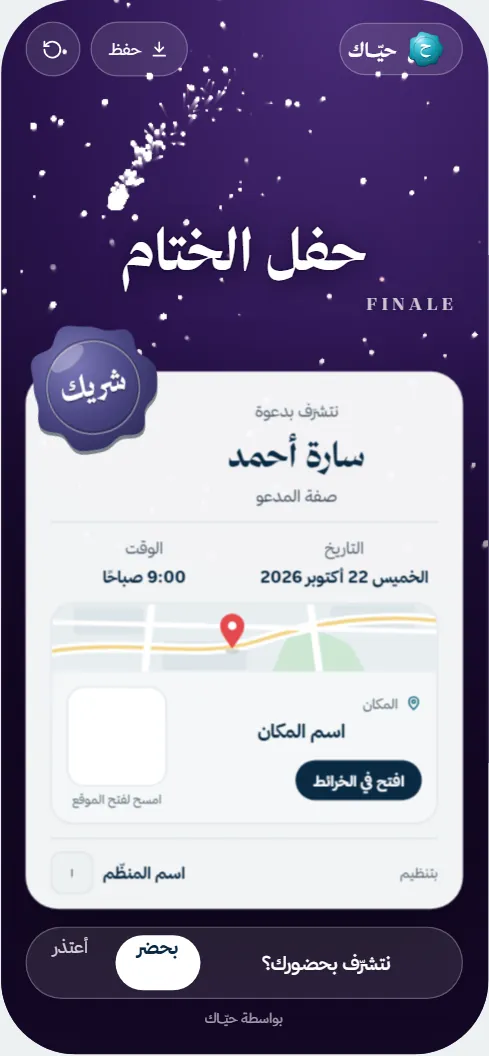 حيّاك
ح
حفظ
حفل الختام
FINALE
شريك
نتشرّف بدعوة
سارة أحمد
صفة المدعو
التاريخ
الوقت
الخميس 22 أكتوبر 2026
9:00 صباحًا
المكان
اسم المكان
افتح في الخرائط
امسح لفتح الموقع
بتنظيم
اسم المنظّم
ا
نتشرّف بحضورك؟
بحضر
أعتذر
بواسطة حيّاك